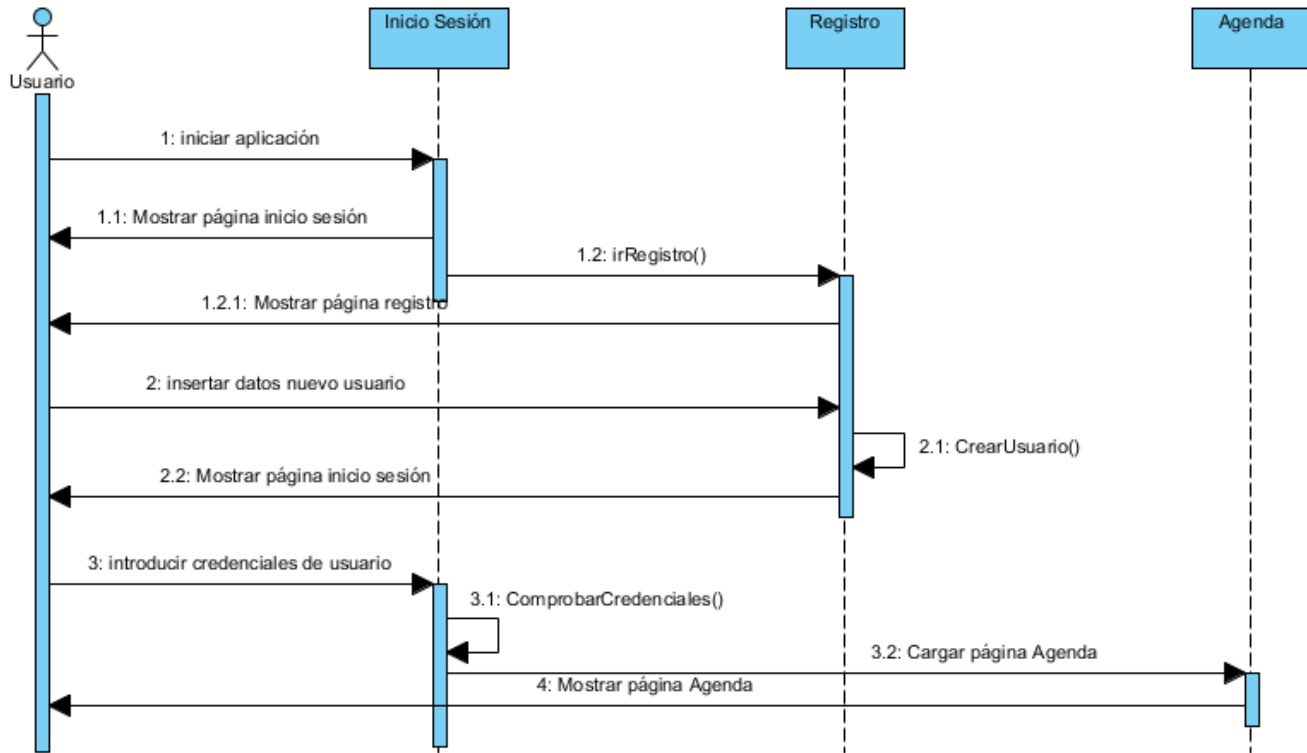 Usuario
Inicio Sesión
Registro
Agenda
1: iniciar aplicación
1.1: Mostrar página inicio sesión
1.2: irRegistro()
1.2.1: Mostrar página registro
2: insertar datos nuevo usuario
2.1: CrearUsuario()
2.2: Mostrar página inicio sesión
3: introducir credenciales de usuario
3.1: ComprobarCredenciales()
3.2: Cargar página Agenda
4: Mostrar página Agenda